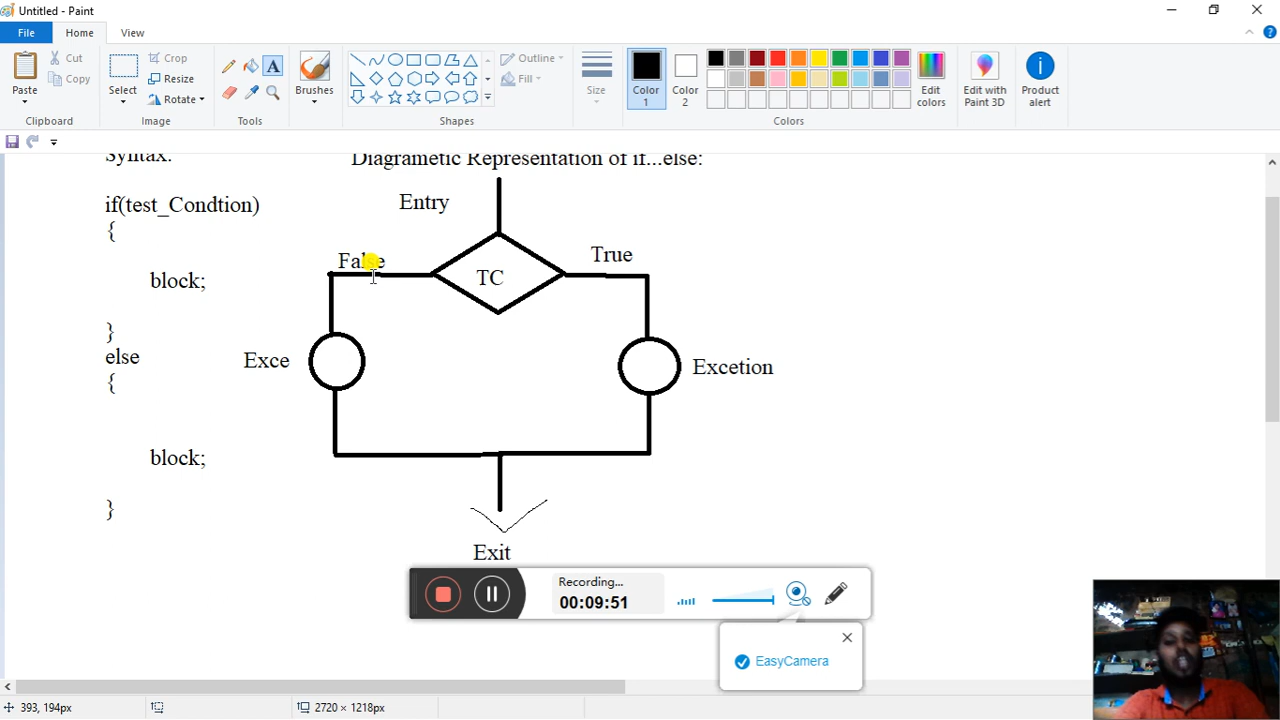 Untitled - Paint
File
Home
View
Paste
Cut
Copy
Clipboard
Select
Crop
Resize
Rotate
Image
A
Tools
Brushes
Outline
Fill
Shapes
Size
Color 1
Color 2
Edit colors
Colors
Edit with Paint 3D
Product alert
Syntax:
if(test_Condtion)
{
block;
}
else
{
block;
}
Diagrametic Representation of if...else:
Entry
False
TC
True
Exce
Excetion
Exit
Recording...
00:09:51
EasyCamera
393, 194px
2720 × 1218px